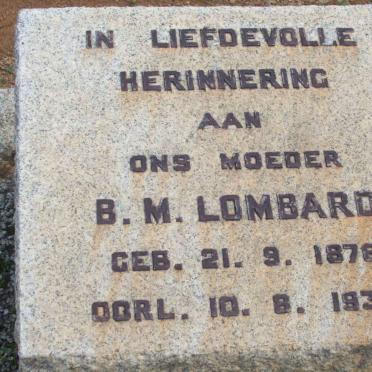 IN LIEFDEVOLLE
HERINNERING
AAN
ONS MOEDER
B. M. LOMBARD
GEB. 21. 9. 1878
OORL. 10. 8. 193